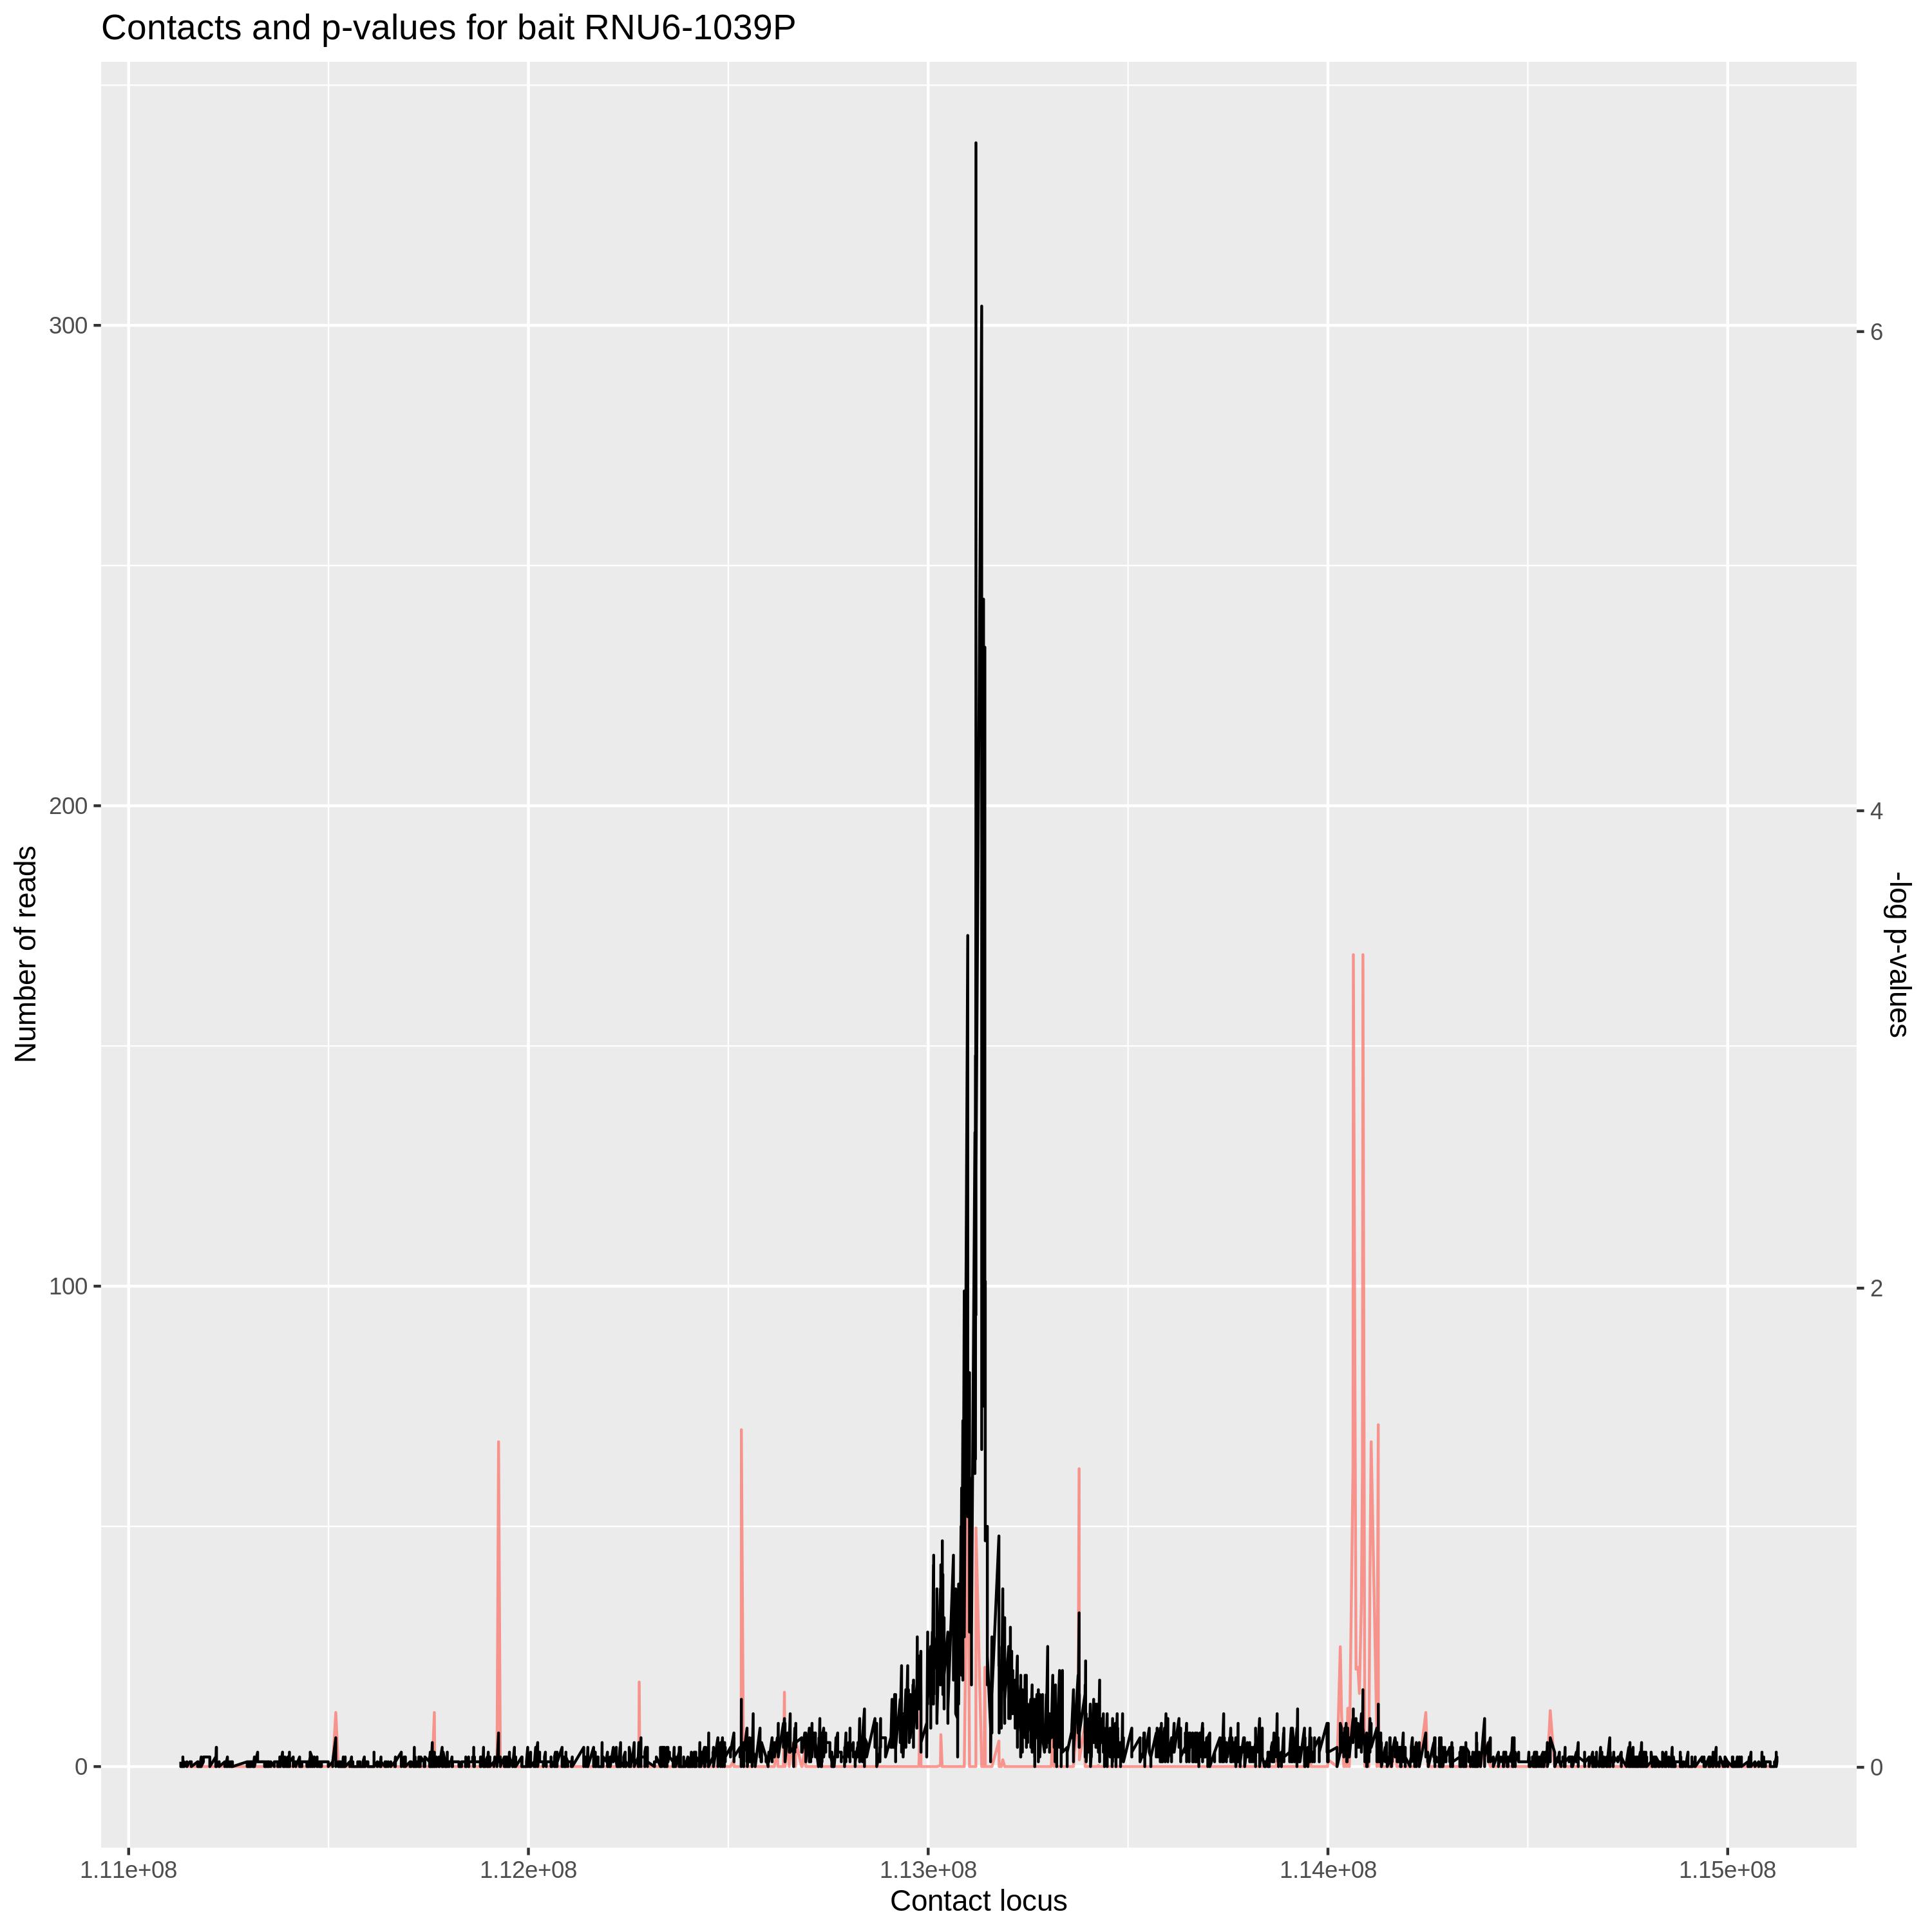 Contacts and p-values for bait RNU6-1039P
300
200
100
0
6
4
2
0
Number of reads
-log p-values
1.11e+08
1.12e+08
1.13e+08
1.14e+08
1.15e+08
Contact locus